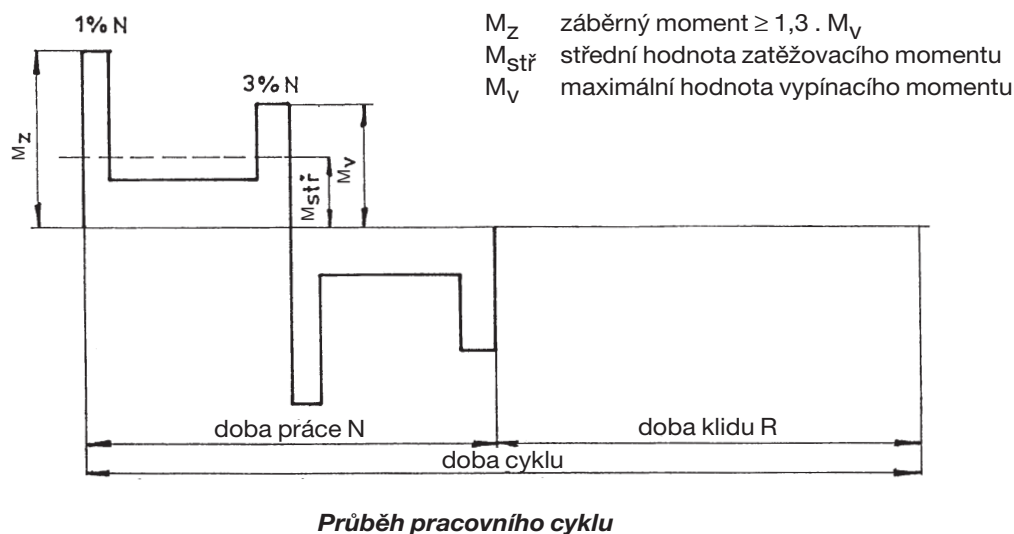 1% N
M_Z záběrný moment ≥ 1,3 . M_V
M_stř střední hodnota zatěžovacího momentu
M_V maximální hodnota vypínacího momentu
3% N
M_Z
M_stř
M_V
doba práce N
doba klidu R
doba cyklu
Průběh pracovního cyklu